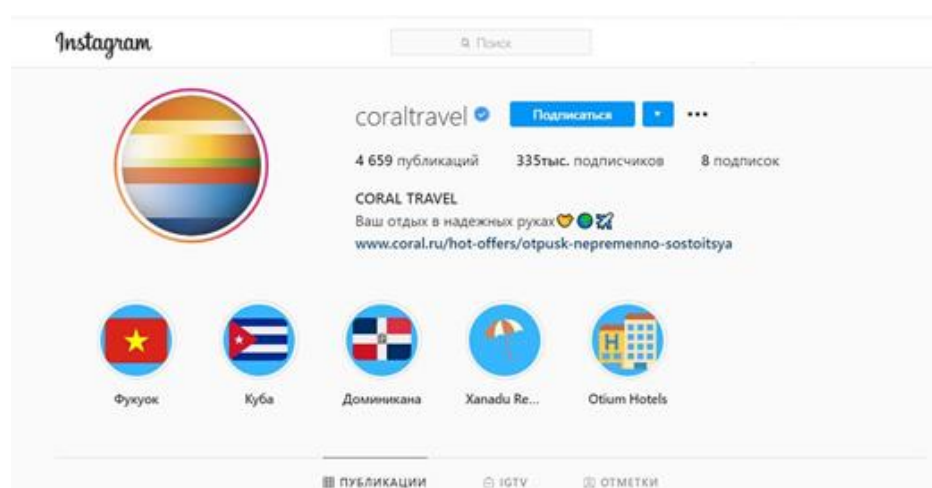 Instagram
Поиск
coraltravel
Подписаться
4 659 публикаций 335тыс. подписчиков 8 подписок
CORAL TRAVEL
Ваш отдых в надежных руках
www.coral.ru/hot-offers/otpusk-nepremenno-sostoitsya
H
Фукуок Куба Доминикана Xanadu Re... Otium Hotels
ПУБЛИКАЦИИ IGTV ОТМЕТКИ